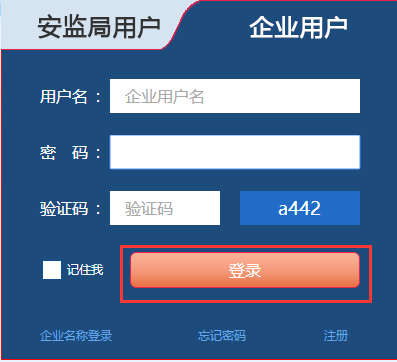 安监局用户 企业用户
用户名： 企业用户名
密 码：
验证码： 验证码 a442
记住我 登录
企业名称登录 忘记密码 注册